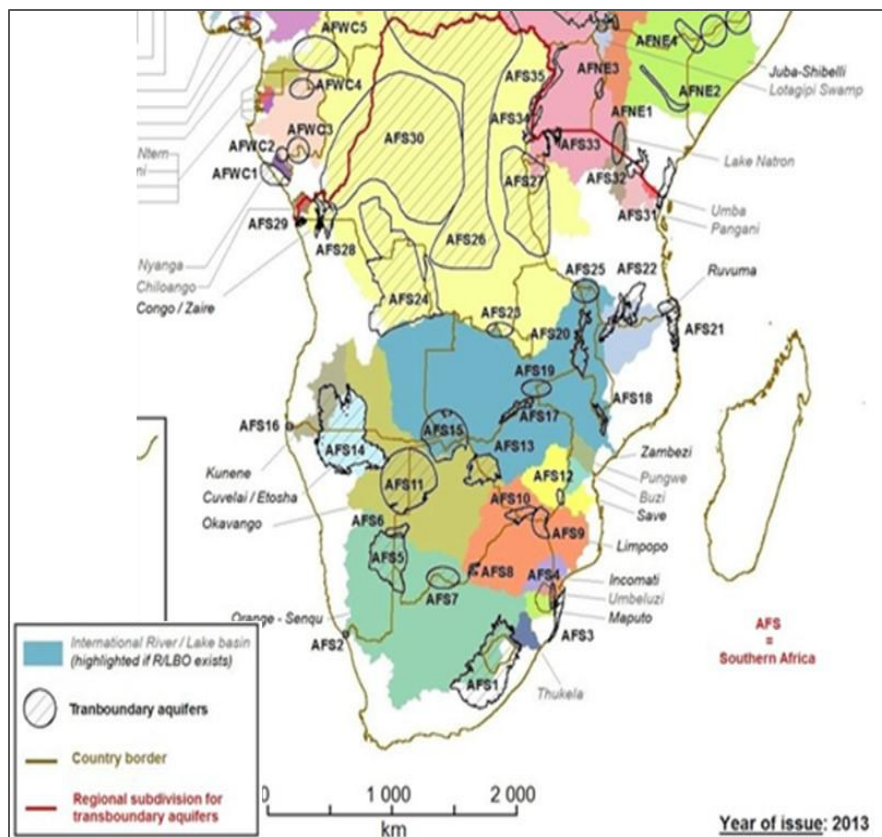 AFWC5
AFNE4
AFS35
AFNE3
Juba-Shibelli
AFWC4
AFNE2
Lotagipi Swamp
AFS34
AFNE1
AFWC3
AFS30
AFWC2
AFS33
Ntem
ni
Lake Natron
AFWC1
AFS27
AFS32
AFS31
Umba
AFS29
AFS26
Pangani
AFS28
Nyanga
AFS25
AFS22
Ruvuma
Chiloango
Congo / Zaire
AFS24
AFS23
AFS20
AFS21
AFS19
AFS18
AFS17
AFS16
AFS15
AFS13
Zambezi
AFS14
Kunene
AFS12
Pungwe
Cuvelai / Etosha
AFS11
Buzi
AFS10
Save
Okavango
AFS6
AFS9
Limpopo
AFS5
AFS8
AFS4
Incomati
AFS7
Umbeluzi
Orange - Senqu
Maputo
AFS2
AFS3
AFS
=
Southern Africa
AFS1
Thukela
International River / Lake basin
(highlighted if R/LBO exists)
Tranboundary aquifers
Country border
Regional subdivision for
transboundary aquifers
0 1 000 2 000
km
Year of issue: 2013